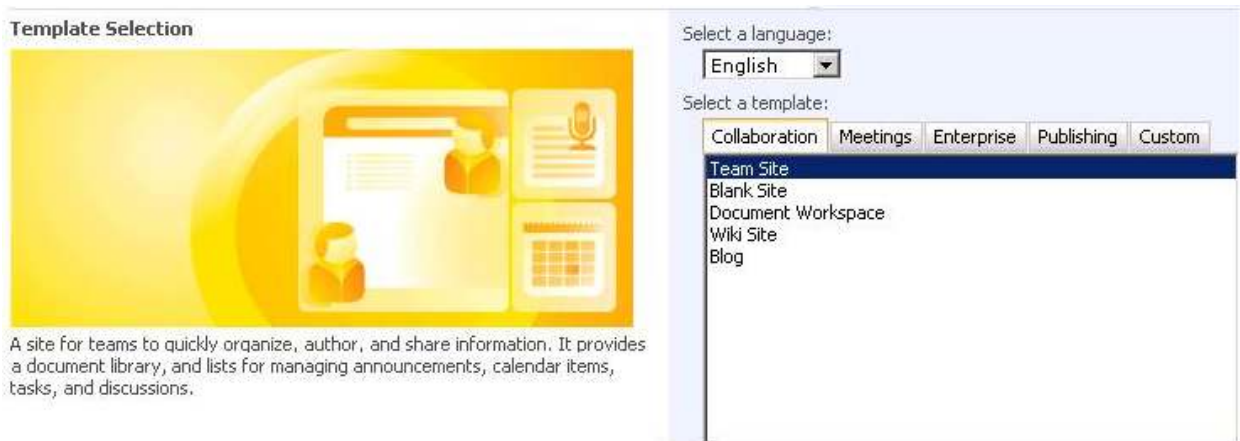 Template Selection
A site for teams to quickly organize, author, and share information. It provides
a document library, and lists for managing announcements, calendar items,
tasks, and discussions.
Select a language:
English
Select a template:
Collaboration Meetings Enterprise Publishing Custom
Team Site
Blank Site
Document Workspace
Wiki Site
Blog